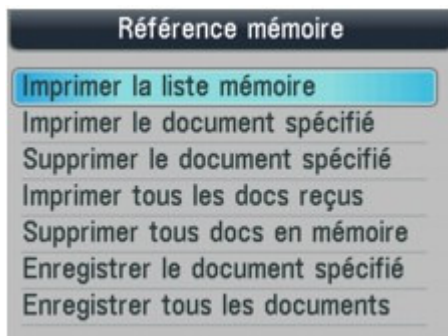 Référence mémoire
Imprimer la liste mémoire
Imprimer le document spécifié
Supprimer le document spécifié
Imprimer tous les docs reçus
Supprimer tous docs en mémoire
Enregistrer le document spécifié
Enregistrer tous les documents